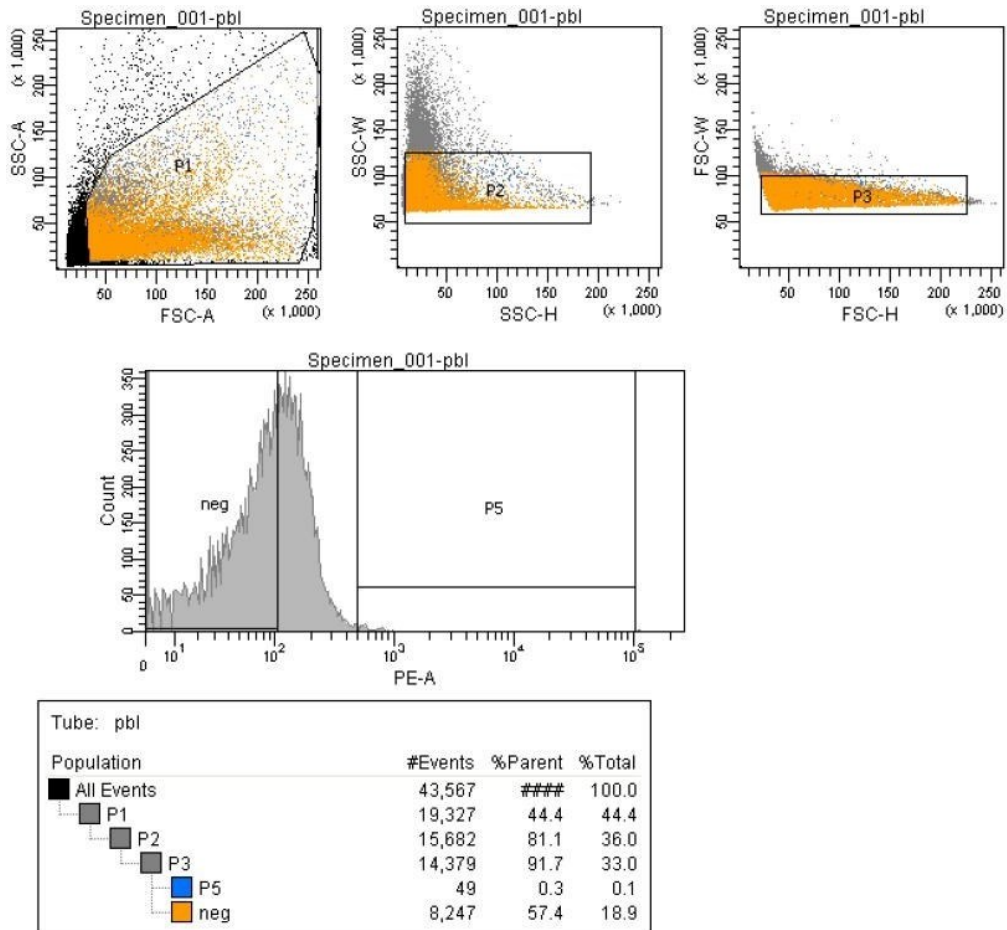 Specimen_001-pbl
SSC-A
(x 1,000)
50 100 150 200 250
P1
50 100 150 200 250
FSC-A (x 1,000)
Specimen_001-pbl
SSC-W
(x 1,000)
50 100 150 200 250
P2
50 100 150 200 250
SSC-H (x 1,000)
Specimen_001-pbl
FSC-W
(x 1,000)
50 100 150 200 250
P3
50 100 150 200 250
FSC-H (x 1,000)
Specimen_001-pbl
Count
0 50 100 150 200 250 300 350
neg
P5
0 10¹ 10² 10³ 10⁴ 10⁵
PE-A
Tube: pbl
Population #Events %Parent %Total
All Events 43,567 #### 100.0
P1 19,327 44.4 44.4
P2 15,682 81.1 36.0
P3 14,379 91.7 33.0
P5 49 0.3 0.1
neg 8,247 57.4 18.9